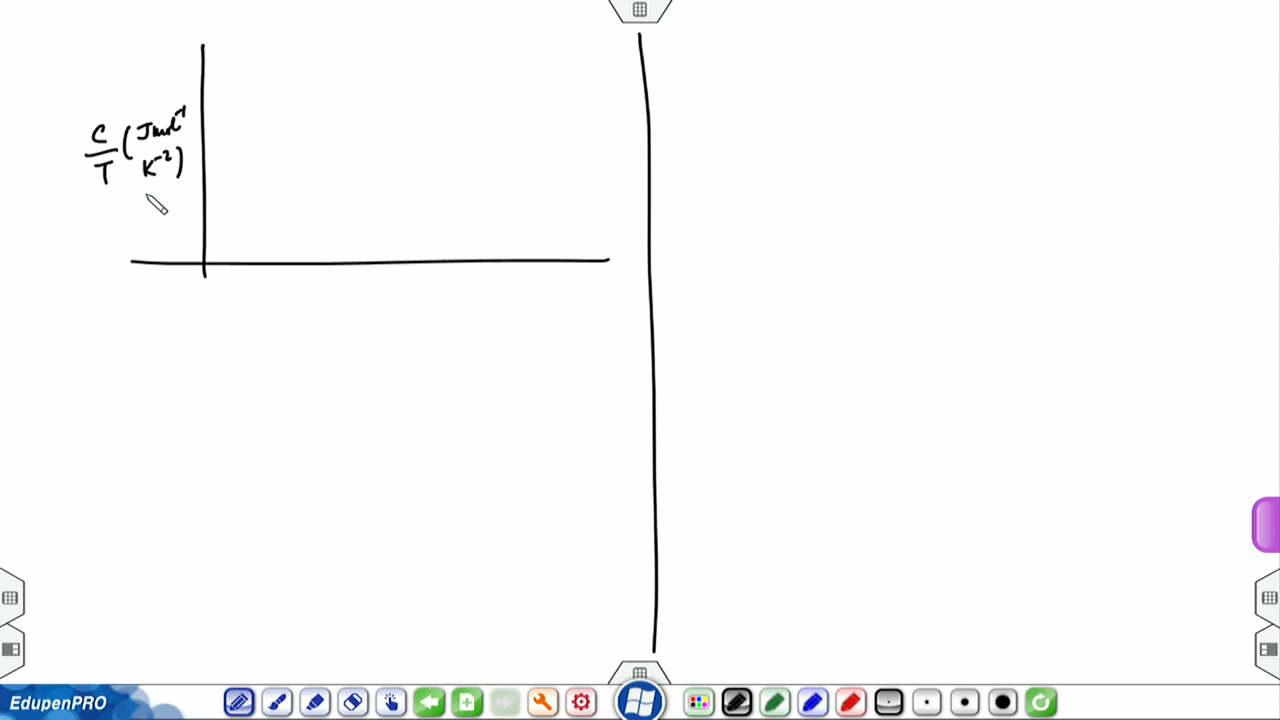 C/T (J mol⁻¹
K⁻²)
EdupenPRO